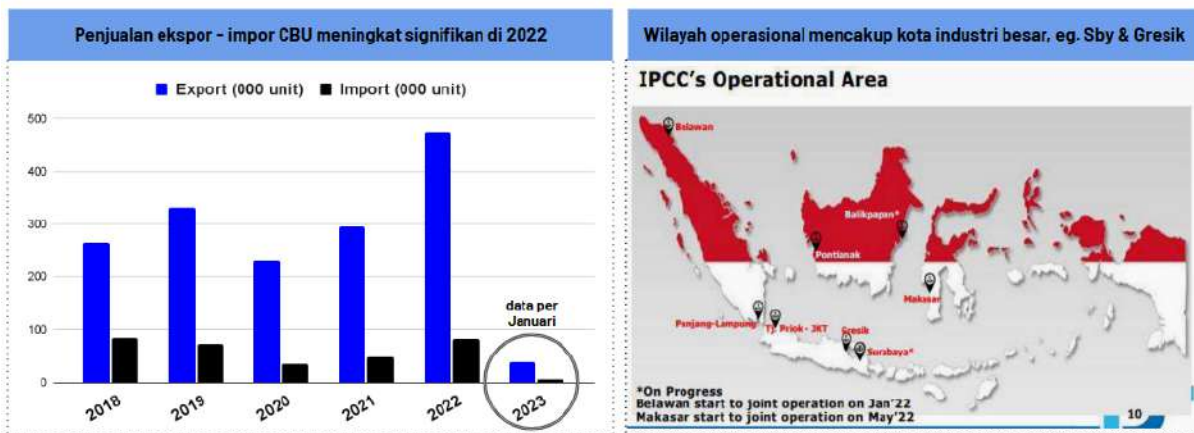 Penjualan ekspor - impor CBU meningkat signifikan di 2022
Export (000 unit) Import (000 unit)
500
400
300
200
100
0
data per
Januari
2018 2019 2020 2021 2022 2023
Wilayah operasional mencakup kota industri besar, eg. Sby & Gresik
IPCC's Operational Area
Belawan
Balikpapan*
Pontianak
Makasar
Panjang-Lampung
Tj. Priok - JKT
Gresik
Surabaya*
*On Progress
Belawan start to joint operation on Jan'22
Makasar start to joint operation on May'22
10